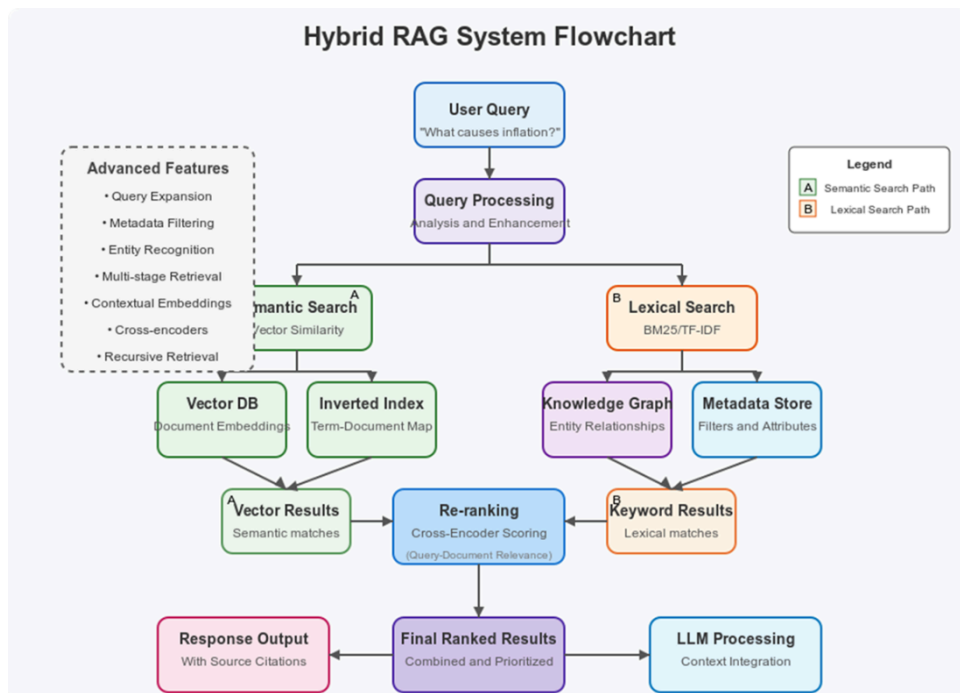 Hybrid RAG System Flowchart
User Query
"What causes inflation?"
Advanced Features
• Query Expansion
• Metadata Filtering
• Entity Recognition
• Multi-stage Retrieval
• Contextual Embeddings
• Cross-encoders
• Recursive Retrieval
Legend
A Semantic Search Path
B Lexical Search Path
Query Processing
Analysis and Enhancement
A
mantic Search
Vector Similarity
B
Lexical Search
BM25/TF-IDF
Vector DB
Document Embeddings
Inverted Index
Term-Document Map
Knowledge Graph
Entity Relationships
Metadata Store
Filters and Attributes
A
Vector Results
Semantic matches
Re-ranking
Cross-Encoder Scoring
(Query-Document Relevance)
B
Keyword Results
Lexical matches
Response Output
With Source Citations
Final Ranked Results
Combined and Prioritized
LLM Processing
Context Integration